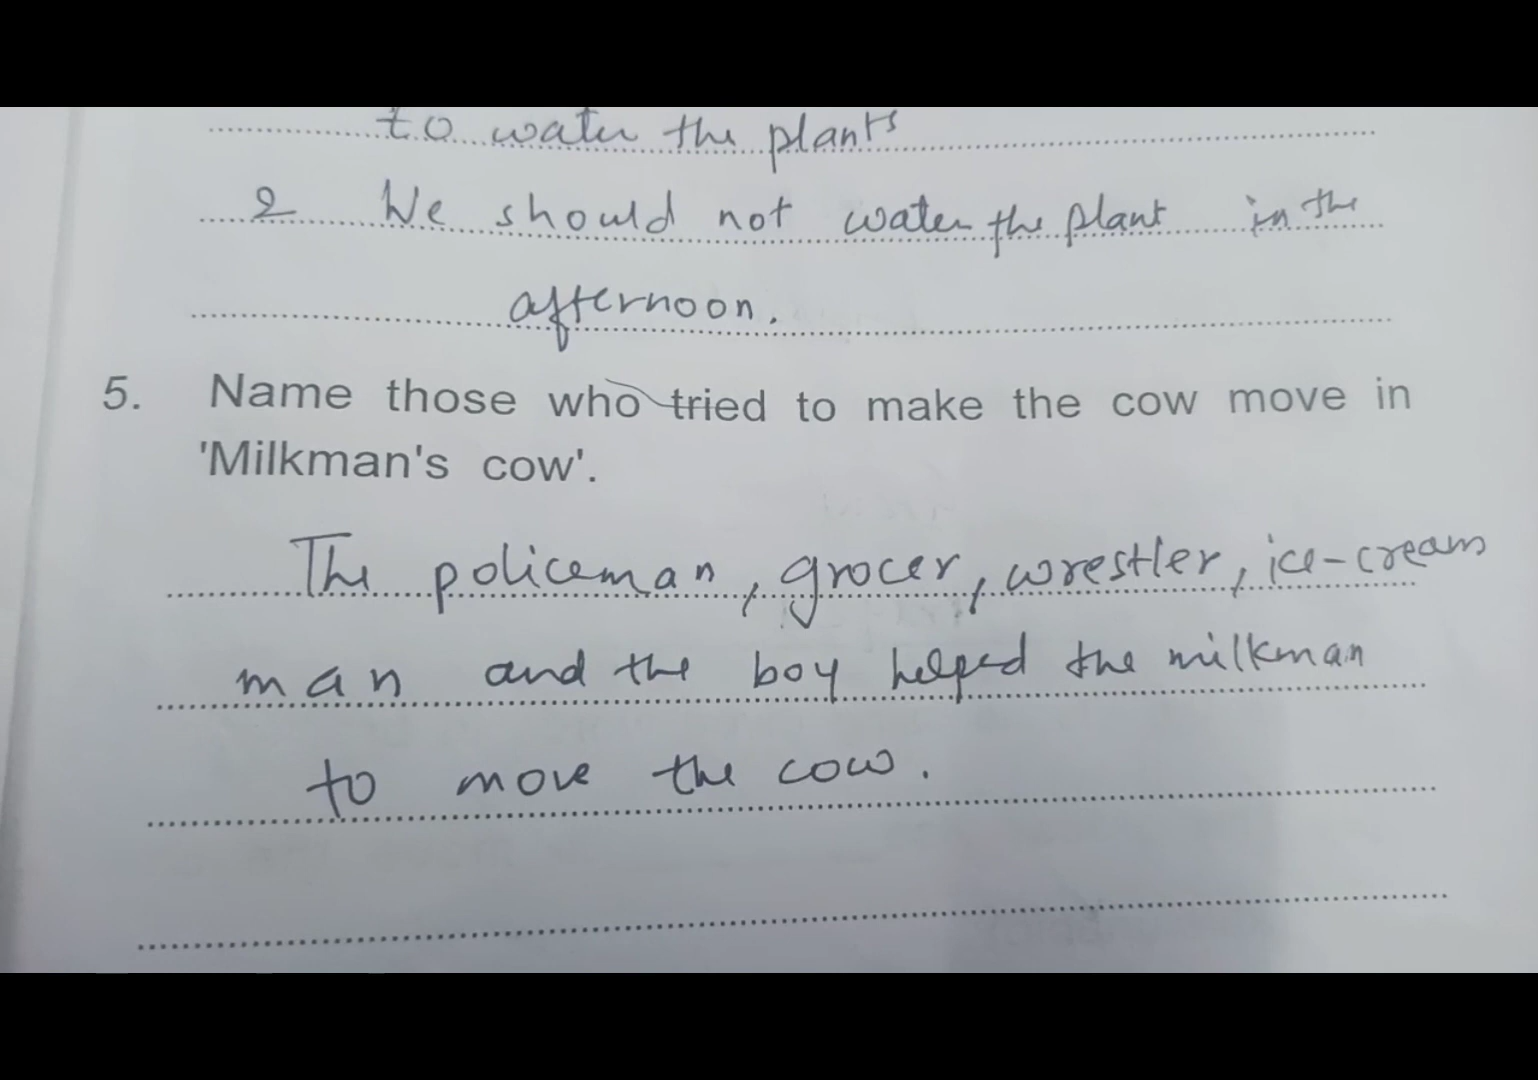 to water the plants
2 We should not water the plant in the
afternoon.
5. Name those who tried to make the cow move in
'Milkman's cow'.
The policeman, grocer, wrestler, ice-cream
man and the boy helped the milkman
to move the cow.